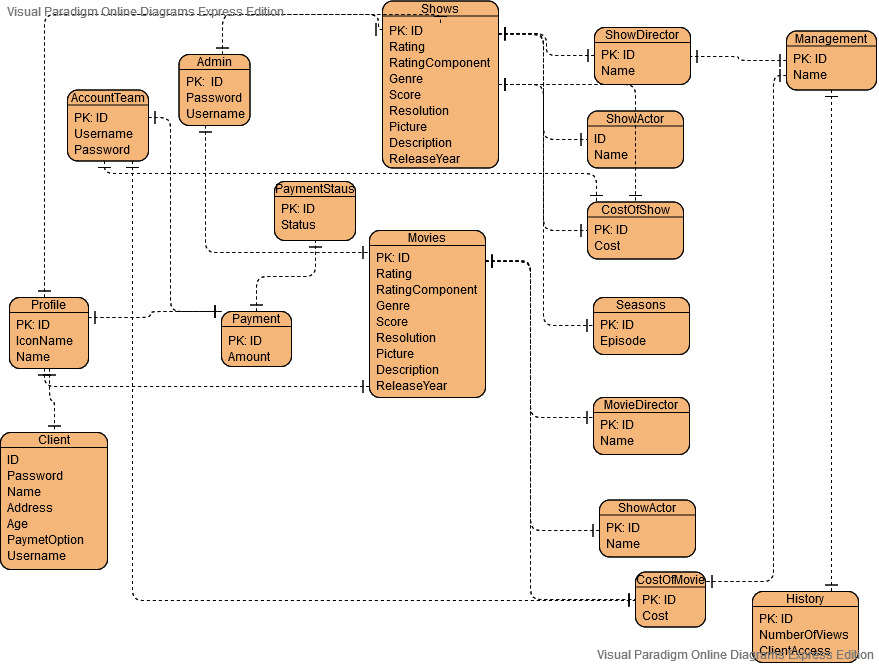 Visual Paradigm Online Diagrams Express Edition
Shows
PK: ID
Rating
RatingComponent
Genre
Score
Resolution
Picture
Description
ReleaseYear
ShowDirector
PK: ID
Name
Management
PK: ID
Name
Admin
PK: ID
Password
Username
AccountTeam
PK: ID
Username
Password
ShowActor
ID
Name
PaymentStaus
PK: ID
Status
CostOfShow
PK: ID
Cost
Movies
PK: ID
Rating
RatingComponent
Genre
Score
Resolution
Picture
Description
ReleaseYear
Profile
PK: ID
IconName
Name
Payment
PK: ID
Amount
Seasons
PK: ID
Episode
MovieDirector
PK: ID
Name
Client
ID
Password
Name
Address
Age
PaymetOption
Username
ShowActor
PK: ID
Name
CostOfMovie
PK: ID
Cost
History
PK: ID
NumberOfViews
ClientAccess
Visual Paradigm Online Diagrams Express Edition